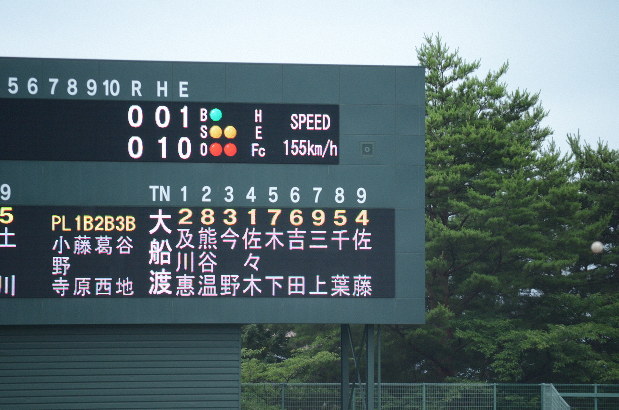 5 6 7 8 9 10 R H E
0 0 1 B H SPEED
S E
0 1 0 O Fc 155km/h
9 TN 1 2 3 4 5 6 7 8 9
5 PL 1B 2B 3B 大船渡 2 8 3 1 7 6 9 5 4
土川 小野寺 藤原 葛西 谷地 及川恵 熊谷温 今野 佐々木 木下 吉田 三上 千葉 佐藤